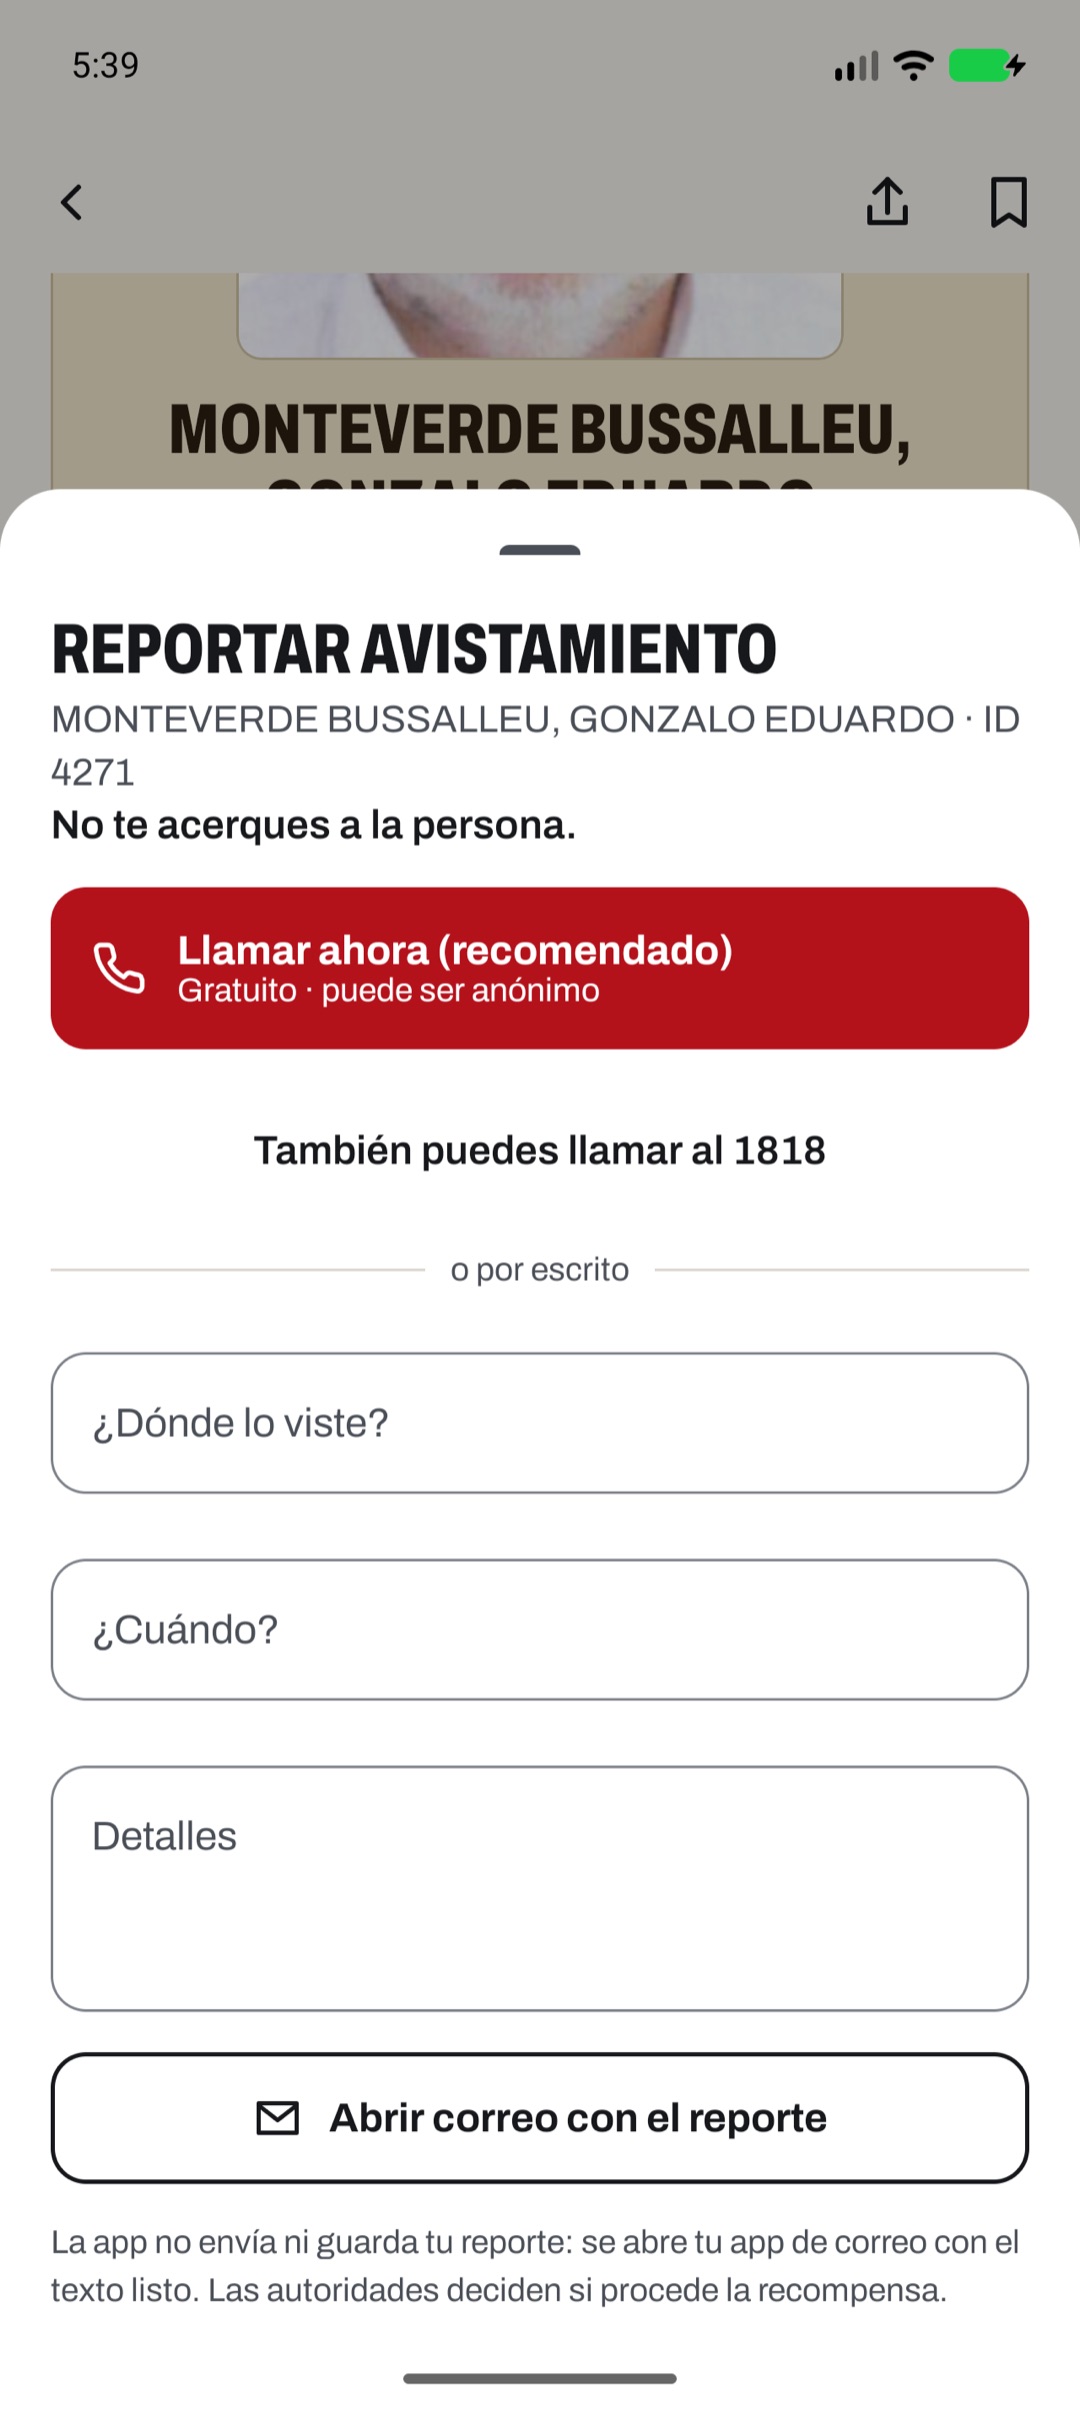 5:39
MONTEVERDE BUSSALLEU,
GONZALO EDUARDO
REPORTAR AVISTAMIENTO
MONTEVERDE BUSSALLEU, GONZALO EDUARDO · ID
4271
No te acerques a la persona.
Llamar ahora (recomendado)
Gratuito · puede ser anónimo
También puedes llamar al 1818
o por escrito
¿Dónde lo viste?
¿Cuándo?
Detalles
Abrir correo con el reporte
La app no envía ni guarda tu reporte: se abre tu app de correo con el
texto listo. Las autoridades deciden si procede la recompensa.